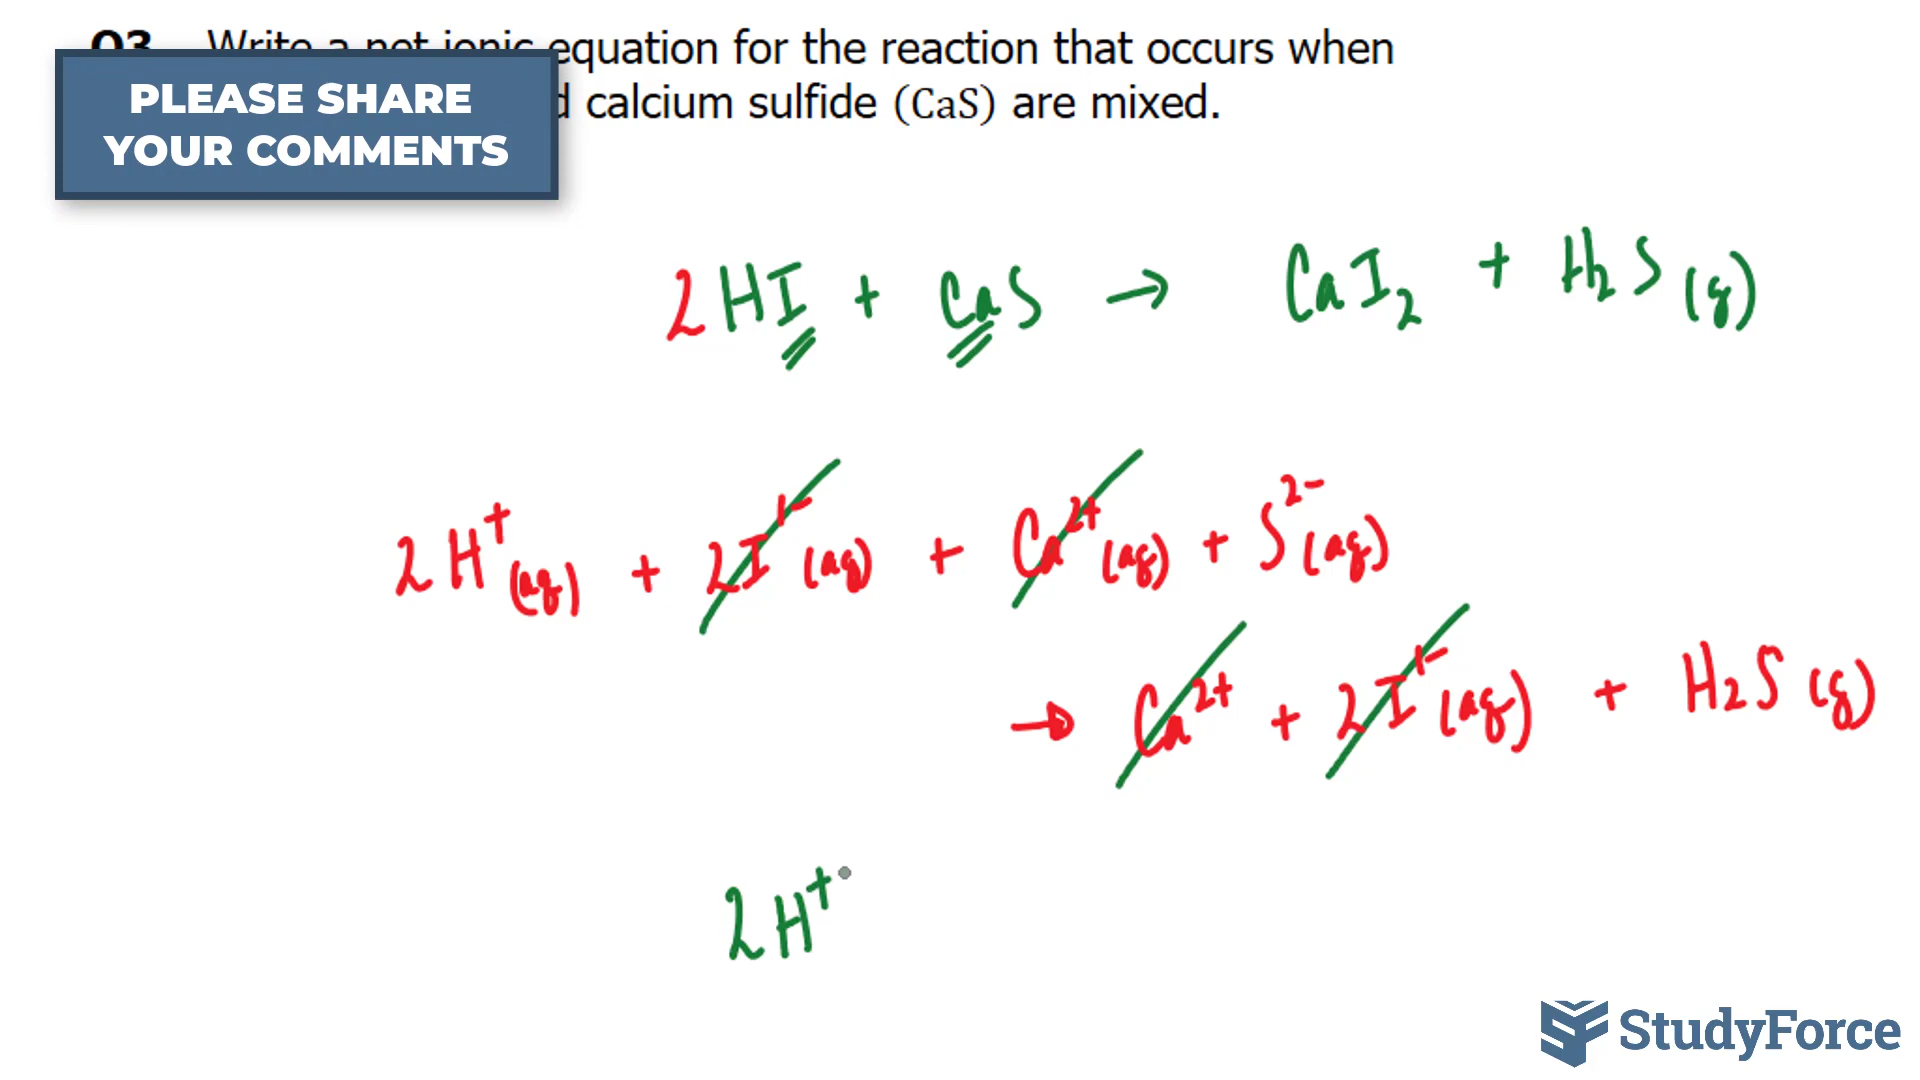 Write a net ionic equation for the reaction that occurs when
calcium sulfide (CaS) are mixed.
PLEASE SHARE
YOUR COMMENTS
2HI + CaS → CaI₂ + H₂S(g)
2H⁺(aq) + 2I¹⁻(aq) + Ca²⁺(aq) + S²⁻(aq)
→ Ca²⁺ + 2I¹⁻(aq) + H₂S(g)
2H⁺
StudyForce